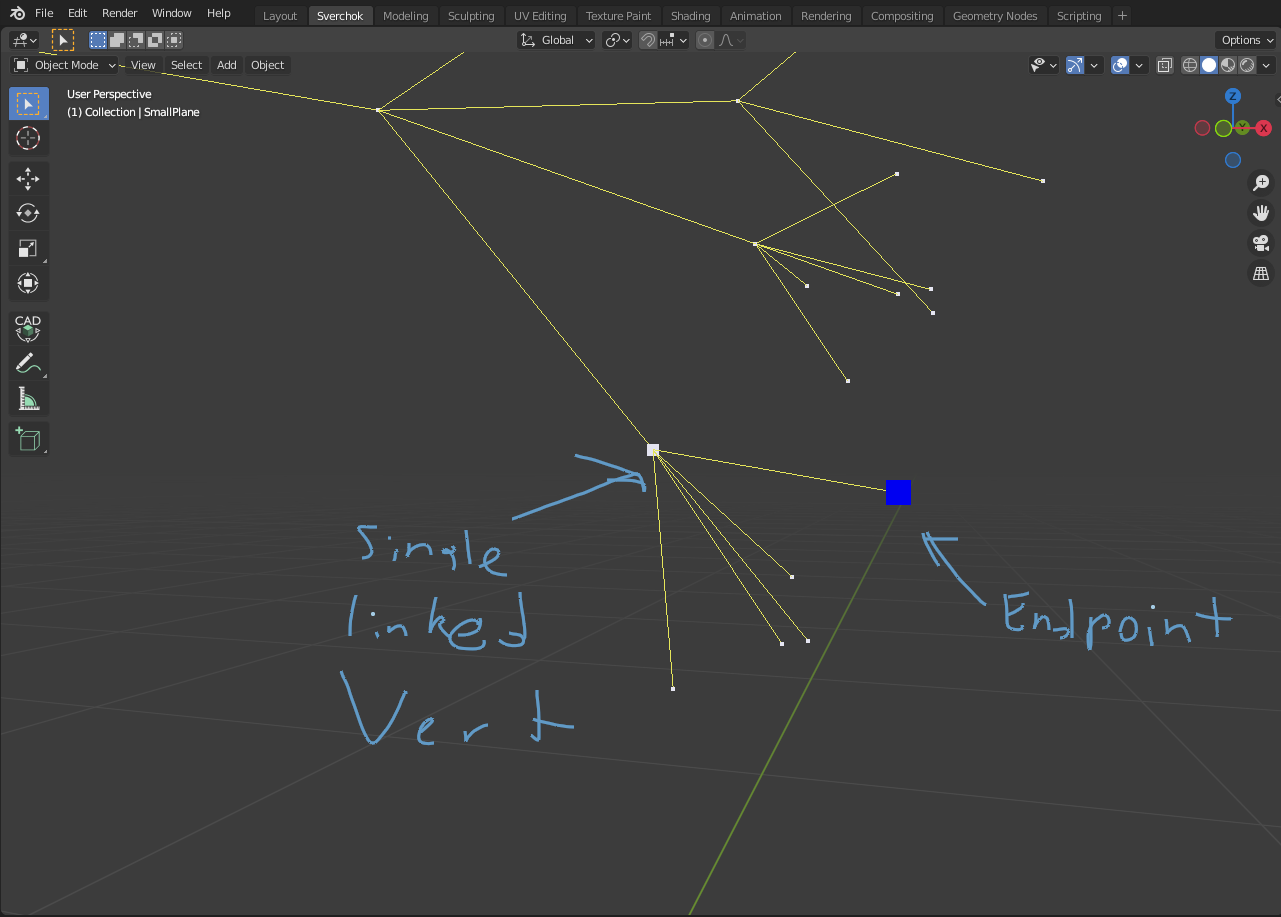 File Edit Render Window Help Layout Sverchok Modeling Sculpting UV Editing Texture Paint Shading Animation Rendering Compositing Geometry Nodes Scripting +
Global Options
Object Mode View Select Add Object
User Perspective
(1) Collection | SmallPlane
Z
Y X
CAD
Single
linked
Vert
Endpoint